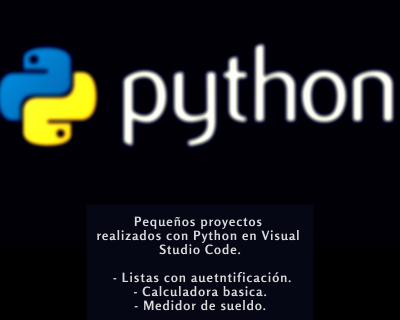 python
Pequeños proyectos
realizados con Python en Visual
Studio Code.
- Listas con auetntificación.
- Calculadora basica.
- Medidor de sueldo.